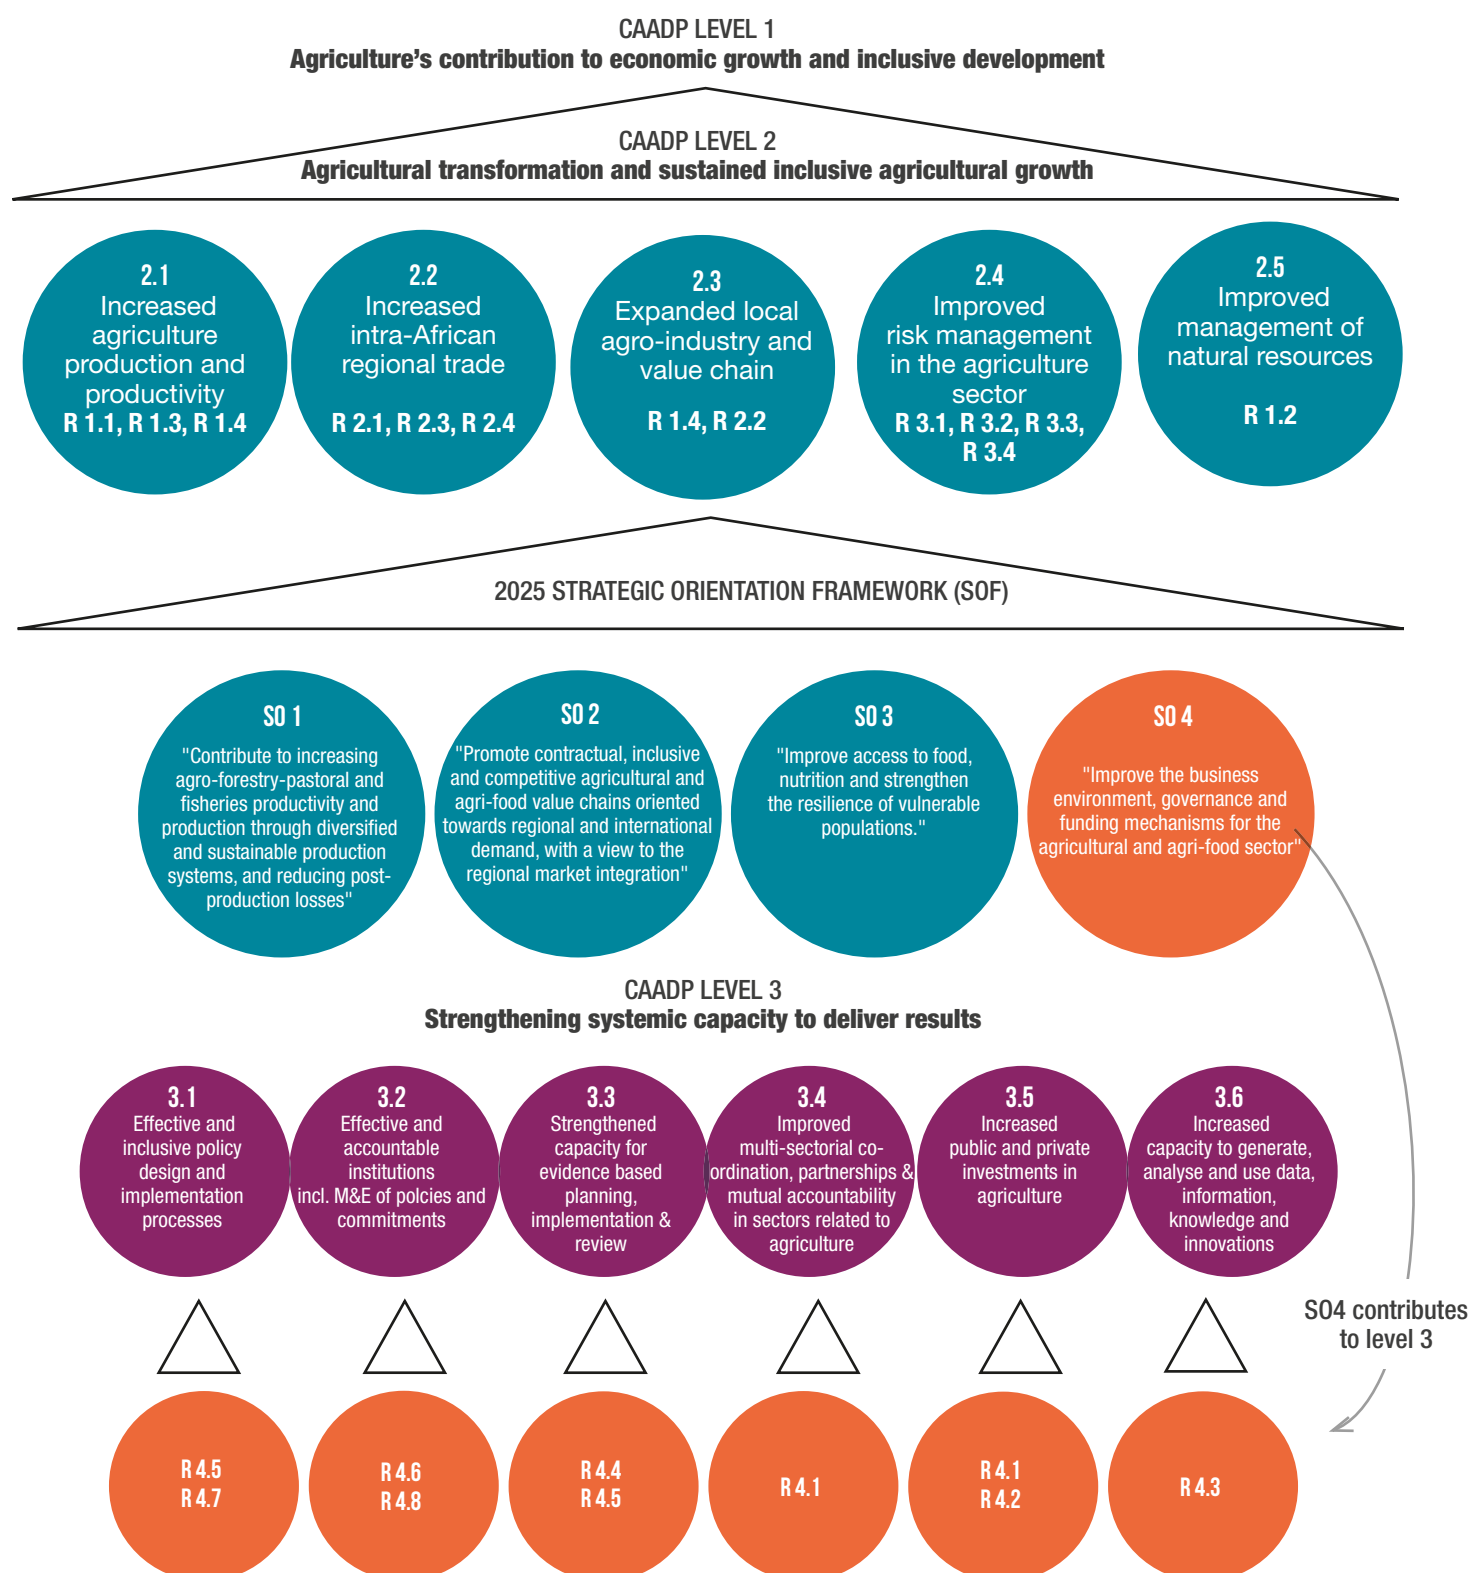 CAADP LEVEL 1
Agriculture's contribution to economic growth and inclusive development
CAADP LEVEL 2
Agricultural transformation and sustained inclusive agricultural growth
2.1
Increased
agriculture
production and
productivity
R 1.1, R 1.3, R 1.4
2.2
Increased
intra-African
regional trade
R 2.1, R 2.3, R 2.4
2.3
Expanded local
agro-industry and
value chain
R 1.4, R 2.2
2.4
Improved
risk management
in the agriculture
sector
R 3.1, R 3.2, R 3.3,
R 3.4
2.5
Improved
management of
natural resources
R 1.2
2025 STRATEGIC ORIENTATION FRAMEWORK (SOF)
SO 1
"Contribute to increasing
agro-forestry-pastoral and
fisheries productivity and
production through diversified
and sustainable production
systems, and reducing post-
production losses"
SO 2
"Promote contractual, inclusive
and competitive agricultural and
agri-food value chains oriented
towards regional and international
demand, with a view to the
regional market integration"
SO 3
"Improve access to food,
nutrition and strengthen
the resilience of vulnerable
populations."
SO 4
"Improve the business
environment, governance and
funding mechanisms for the
agricultural and agri-food sector"
CAADP LEVEL 3
Strengthening systemic capacity to deliver results
3.1
Effective and
inclusive policy
design and
implementation
processes
3.2
Effective and
accountable
institutions
incl. M&E of polcies and
commitments
3.3
Strengthened
capacity for
evidence based
planning,
implementation &
review
3.4
Improved
multi-sectorial co-
ordination, partnerships &
mutual accountability
in sectors related to
agriculture
3.5
Increased
public and private
investments in
agriculture
3.6
Increased
capacity to generate,
analyse and use data,
information,
knowledge and
innovations
SO4 contributes
to level 3
R 4.5
R 4.7
R 4.6
R 4.8
R 4.4
R 4.5
R 4.1
R 4.1
R 4.2
R 4.3